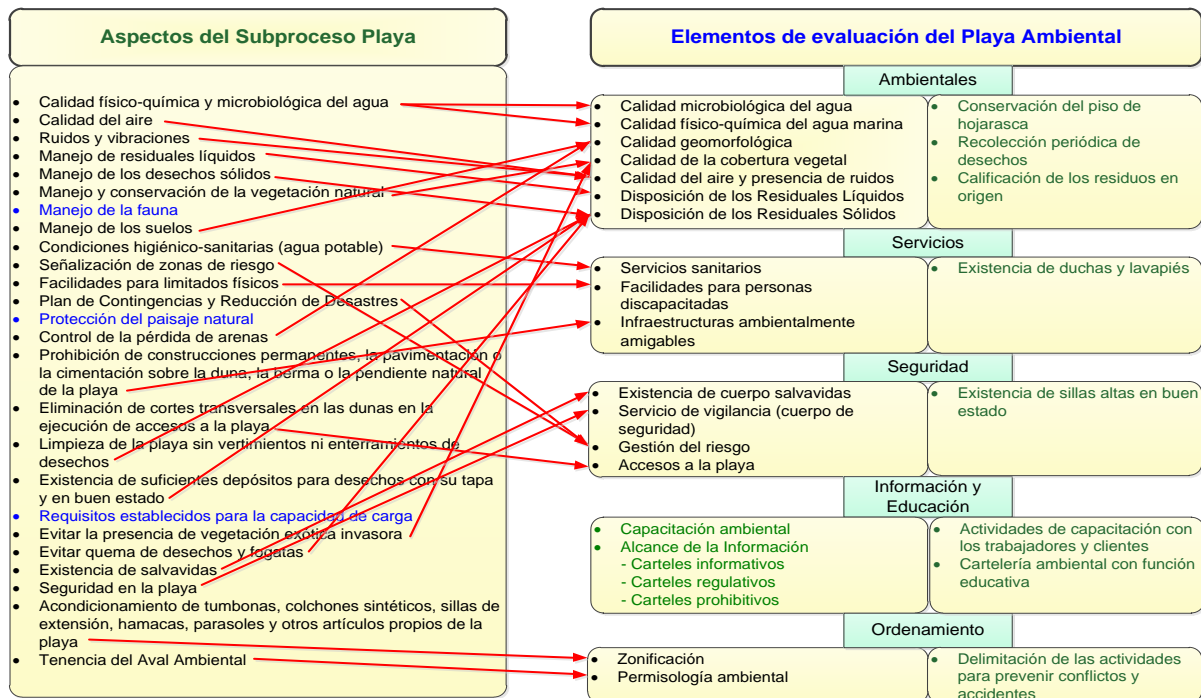 Aspectos del Subproceso Playa
• Calidad físico-química y microbiológica del agua
• Calidad del aire
• Ruidos y vibraciones
• Manejo de residuales líquidos
• Manejo de los desechos sólidos
• Manejo y conservación de la vegetación natural
• Manejo de la fauna
• Manejo de los suelos
• Condiciones higiénico-sanitarias (agua potable)
• Señalización de zonas de riesgo
• Facilidades para limitados físicos
• Plan de Contingencias y Reducción de Desastres
• Protección del paisaje natural
• Control de la pérdida de arenas
• Prohibición de construcciones permanentes, la pavimentación o
la cimentación sobre la duna, la berma o la pendiente natural
de la playa
• Eliminación de cortes transversales en las dunas en la
ejecución de accesos a la playa
• Limpieza de la playa sin vertimientos ni enterramientos de
desechos
• Existencia de suficientes depósitos para desechos con su tapa
y en buen estado
• Requisitos establecidos para la capacidad de carga
• Evitar la presencia de vegetación exótica invasora
• Evitar quema de desechos y fogatas
• Existencia de salvavidas
• Seguridad en la playa
• Acondicionamiento de tumbonas, colchones sintéticos, sillas de
extensión, hamacas, parasoles y otros artículos propios de la
playa
• Tenencia del Aval Ambiental
Elementos de evaluación del Playa Ambiental
Ambientales
• Calidad microbiológica del agua
• Calidad físico-química del agua marina
• Calidad geomorfológica
• Calidad de la cobertura vegetal
• Calidad del aire y presencia de ruidos
• Disposición de los Residuales Líquidos
• Disposición de los Residuales Sólidos
• Conservación del piso de
hojarasca
• Recolección periódica de
desechos
• Calificación de los residuos en
origen
Servicios
• Servicios sanitarios
• Facilidades para personas
discapacitadas
• Infraestructuras ambientalmente
amigables
• Existencia de duchas y lavapiés
Seguridad
• Existencia de cuerpo salvavidas
• Servicio de vigilancia (cuerpo de
seguridad)
• Gestión del riesgo
• Accesos a la playa
• Existencia de sillas altas en buen
estado
Información y
Educación
• Capacitación ambiental
• Alcance de la Información
- Carteles informativos
- Carteles regulativos
- Carteles prohibitivos
• Actividades de capacitación con
los trabajadores y clientes
• Cartelería ambiental con función
educativa
Ordenamiento
• Zonificación
• Permisología ambiental
• Delimitación de las actividades
para prevenir conflictos y
accidentes